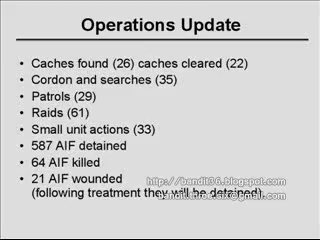 Operations Update
• Caches found (26) caches cleared (22)
• Cordon and searches (35)
• Patrols (29)
• Raids (61)
• Small unit actions (33)
• 587 AIF detained
• 64 AIF killed
• 21 AIF wounded
(following treatment they will be detained)
http://bandit36.blogspot.com